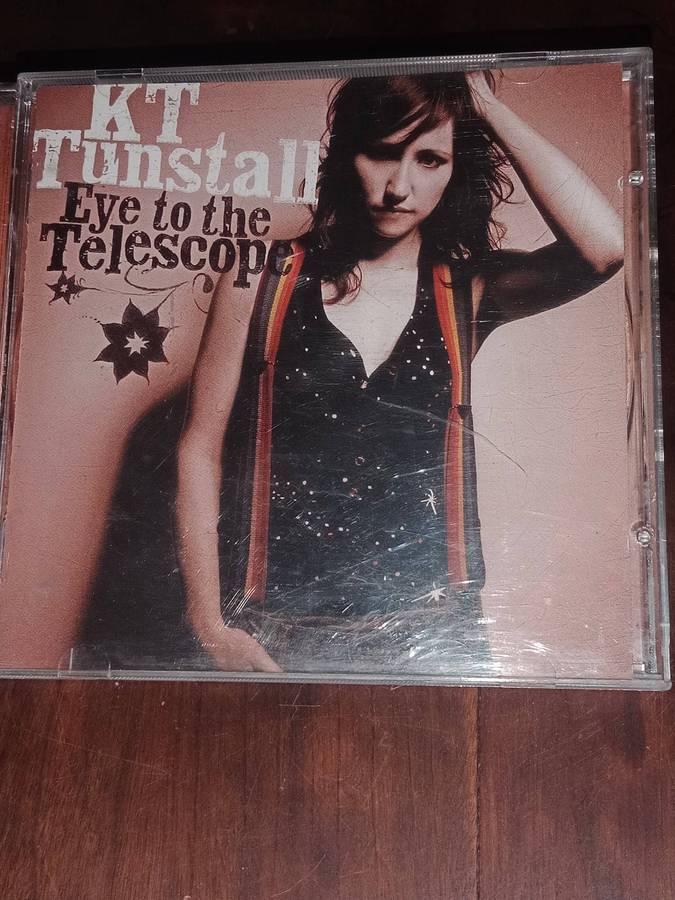 KT
Tunstall
Eye to the
Telescope